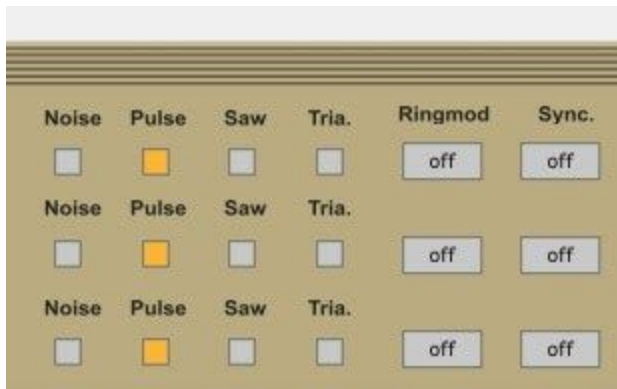 Noise Pulse Saw Tria. Ringmod Sync.
off off
Noise Pulse Saw Tria.
off off
Noise Pulse Saw Tria.
off off